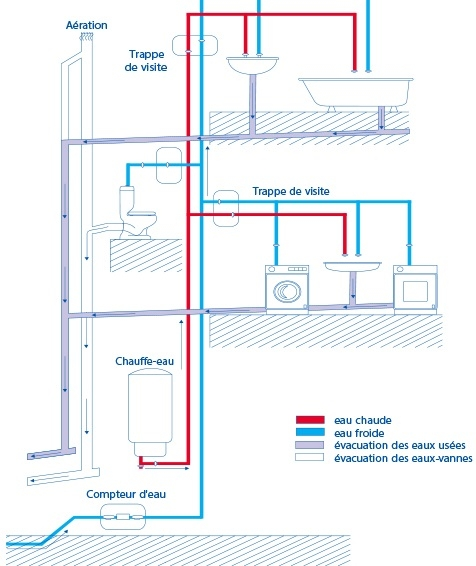 Aération
Trappe
de visite
Trappe de visite
Chauffe-eau
eau chaude
eau froide
évacuation des eaux usées
évacuation des eaux-vannes
Compteur d'eau